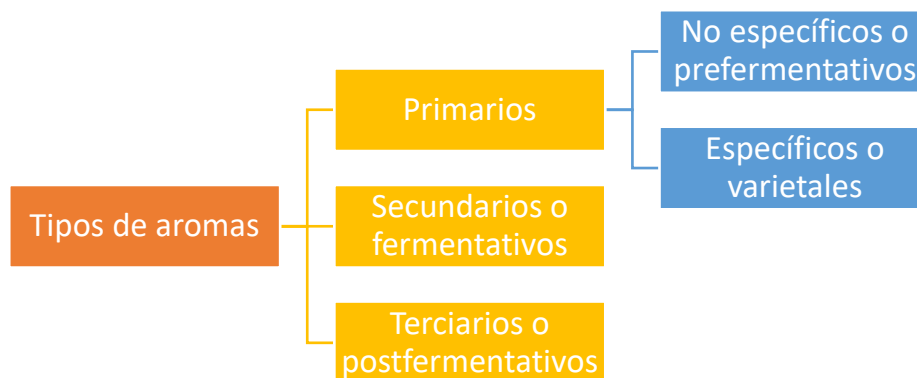 Tipos de aromas
Primarios
No específicos o
prefermentativos
Específicos o
varietales
Secundarios o
fermentativos
Terciarios o
postfermentativos